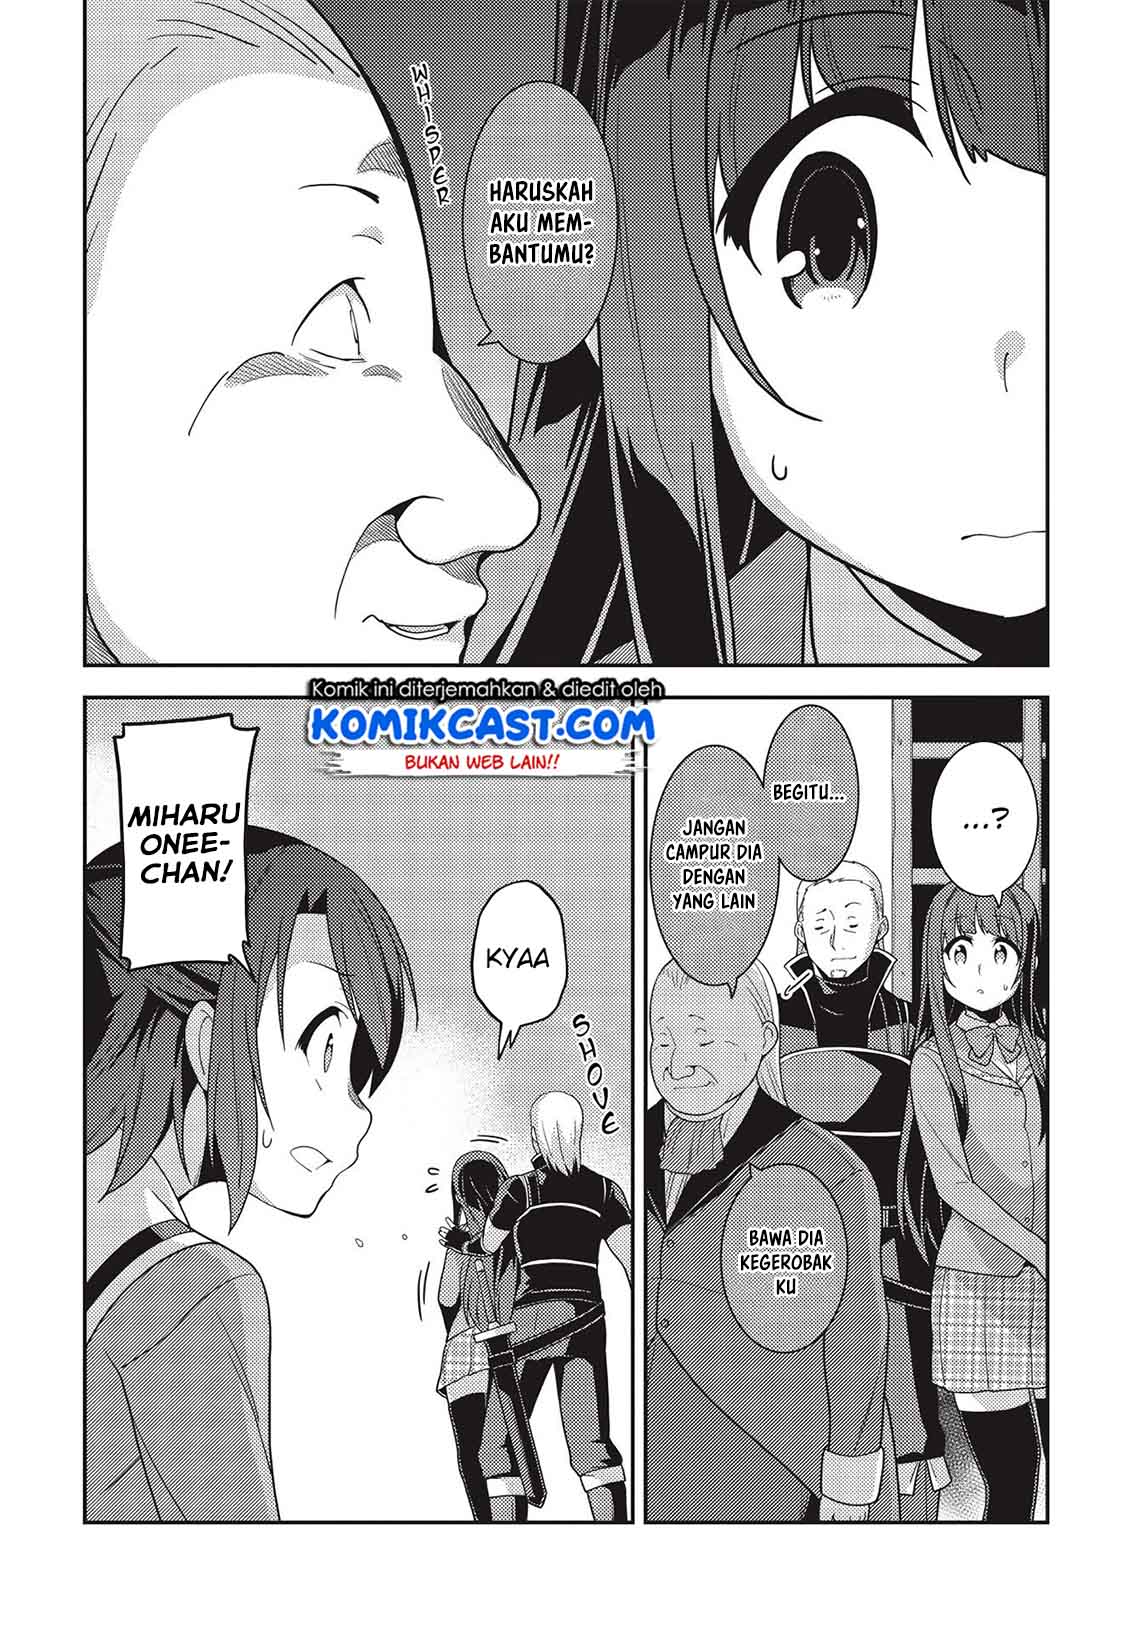 WHISPER
HARUSKAH
AKU MEM-
BANTUMU?
Komik ini diterjemahkan & diedit oleh
KOMIKCAST.COM
BUKAN WEB LAIN!!
...?
BEGITU...
JANGAN
CAMPUR DIA
DENGAN
YANG LAIN
BAWA DIA
KEGEROBAK
KU
KYAA
SHOVE
MIHARU
ONEE-
CHAN!